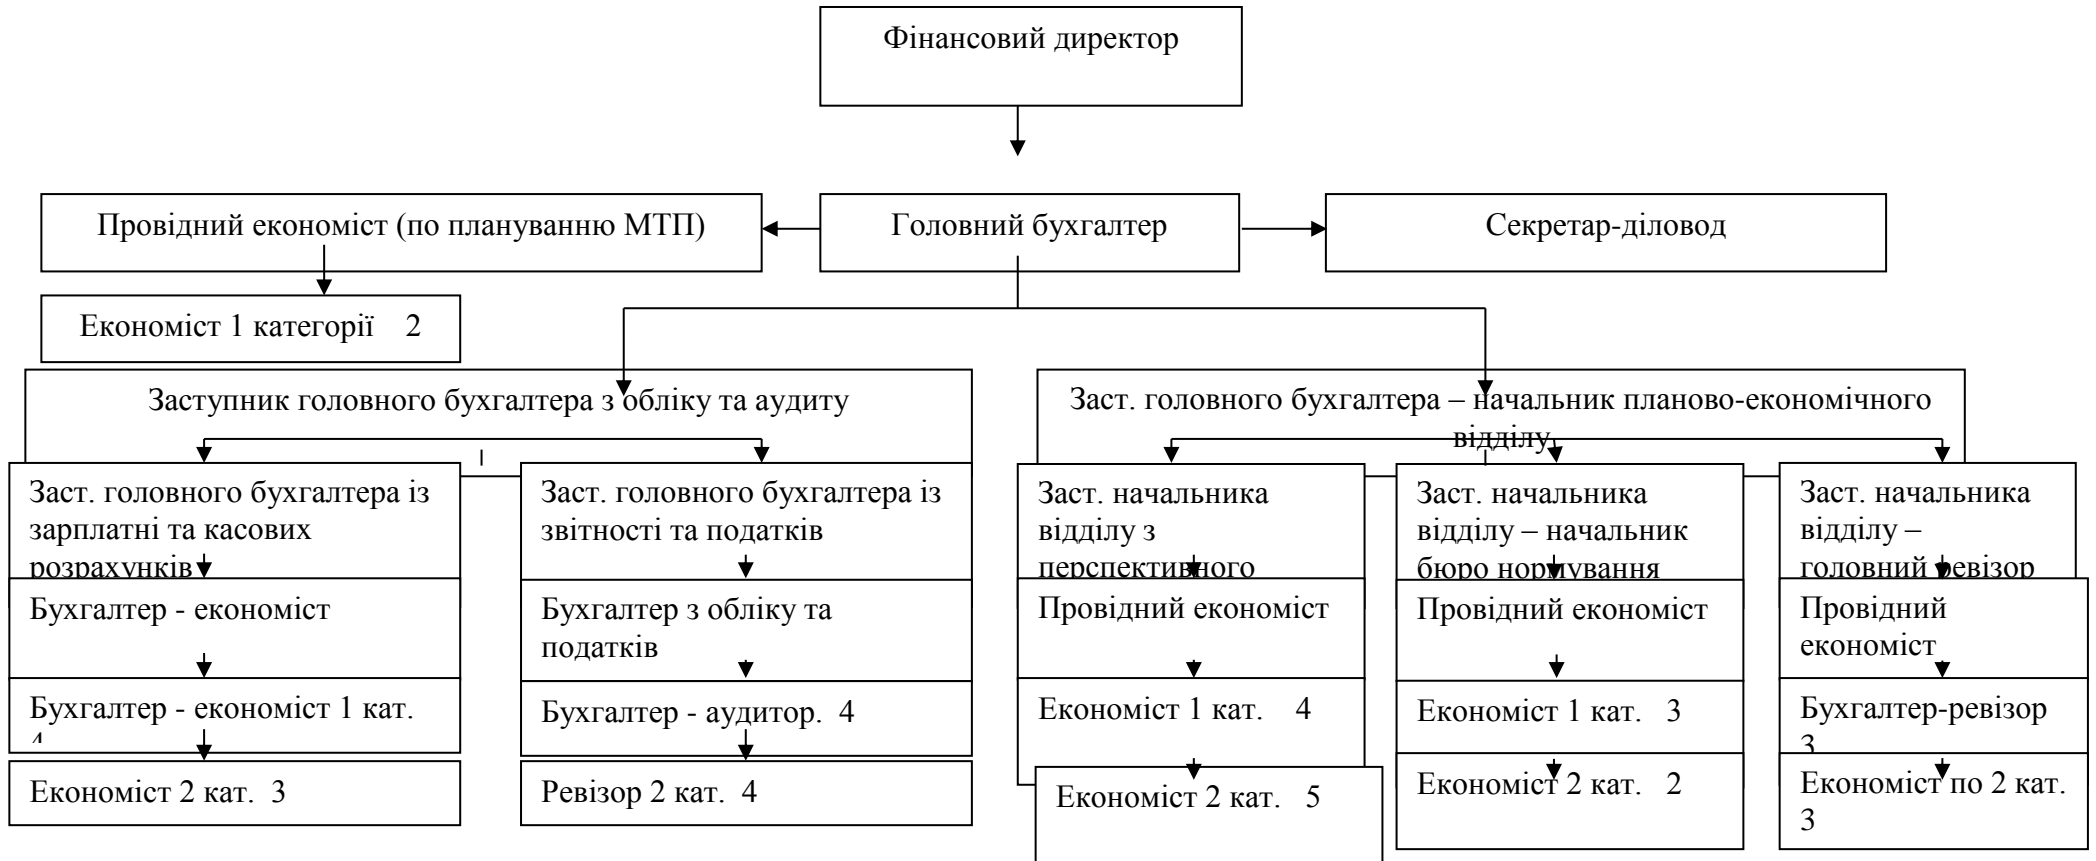 Фінансовий директор
Провідний економіст (по плануванню МТП)
Головний бухгалтер
Секретар-діловод
Економіст 1 категорії 2
Заступник головного бухгалтера з обліку та аудиту
Заст. головного бухгалтера – начальник планово-економічного
відділу
Заст. головного бухгалтера із
зарплатні та касових
розрахунків
Заст. головного бухгалтера із
звітності та податків
Заст. начальника
відділу з
перспективного
Заст. начальника
відділу – начальник
бюро нормування
Заст. начальника
відділу –
головний ревізор
Бухгалтер - економіст
Бухгалтер з обліку та
податків
Провідний економіст
Провідний економіст
Провідний
економіст
Бухгалтер - економіст 1 кат.
4
Бухгалтер - аудитор. 4
Економіст 1 кат. 4
Економіст 1 кат. 3
Бухгалтер-ревізор
3
Економіст 2 кат. 3
Ревізор 2 кат. 4
Економіст 2 кат. 5
Економіст 2 кат. 2
Економіст по 2 кат.
3